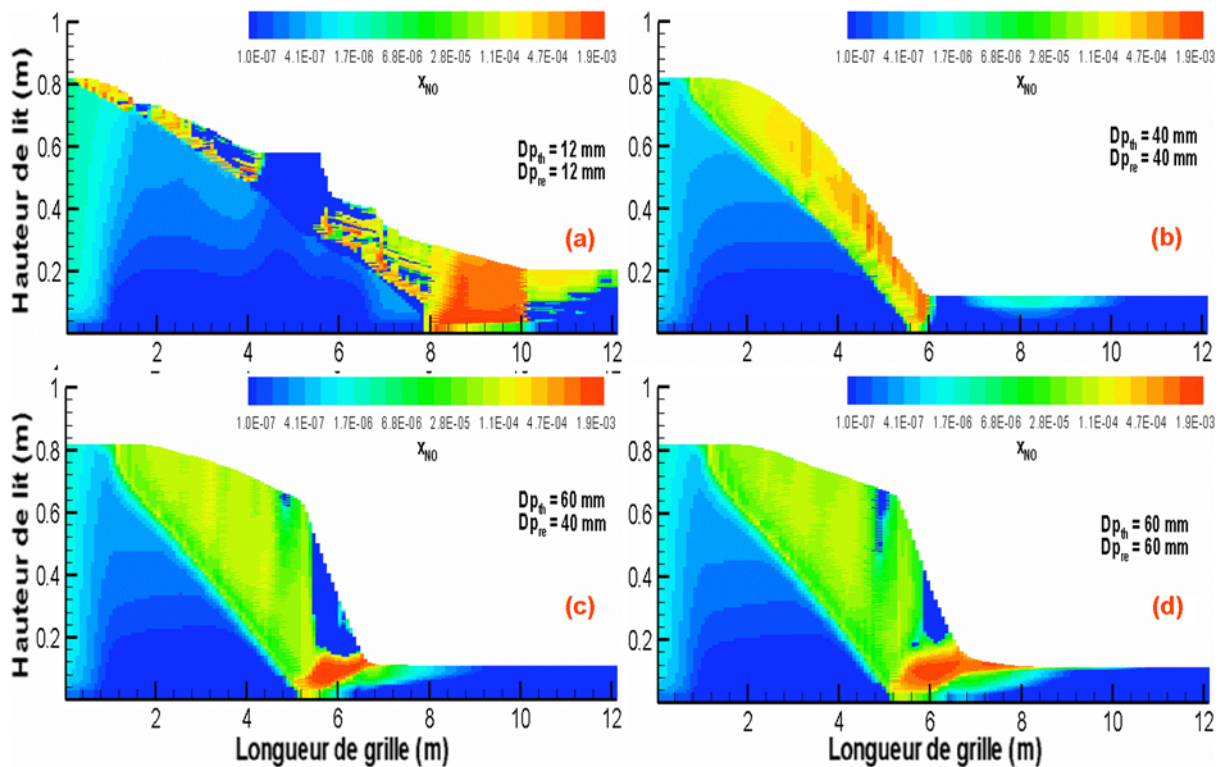 1.0E-07 4.1E-07 1.7E-06 6.8E-06 2.8E-05 1.1E-04 4.7E-04 1.9E-03
XNO
Dpth = 12 mm
Dpre = 12 mm
(a)
Hauteur de lit (m)
1
0.8
0.6
0.4
0.2
2 4 6 8 10 12
1.0E-07 4.1E-07 1.7E-06 6.8E-06 2.8E-05 1.1E-04 4.7E-04 1.9E-03
XNO
Dpth = 40 mm
Dpre = 40 mm
(b)
1
0.8
0.6
0.4
0.2
2 4 6 8 10 12
1.0E-07 4.1E-07 1.7E-06 6.8E-06 2.8E-05 1.1E-04 4.7E-04 1.9E-03
XNO
Dpth = 60 mm
Dpre = 40 mm
(c)
Hauteur de lit (m)
1
0.8
0.6
0.4
0.2
2 4 6 8 10 12
Longueur de grille (m)
1.0E-07 4.1E-07 1.7E-06 6.8E-06 2.8E-05 1.1E-04 4.7E-04 1.9E-03
XNO
Dpth = 60 mm
Dpre = 60 mm
(d)
1
0.8
0.6
0.4
0.2
2 4 6 8 10 12
Longueur de grille (m)